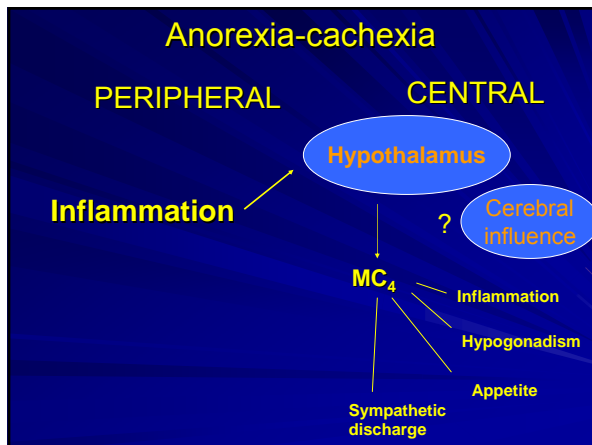 Anorexia-cachexia
PERIPHERAL
CENTRAL
Hypothalamus
Inflammation
?
Cerebral
influence
MC₄
Inflammation
Hypogonadism
Appetite
Sympathetic
discharge